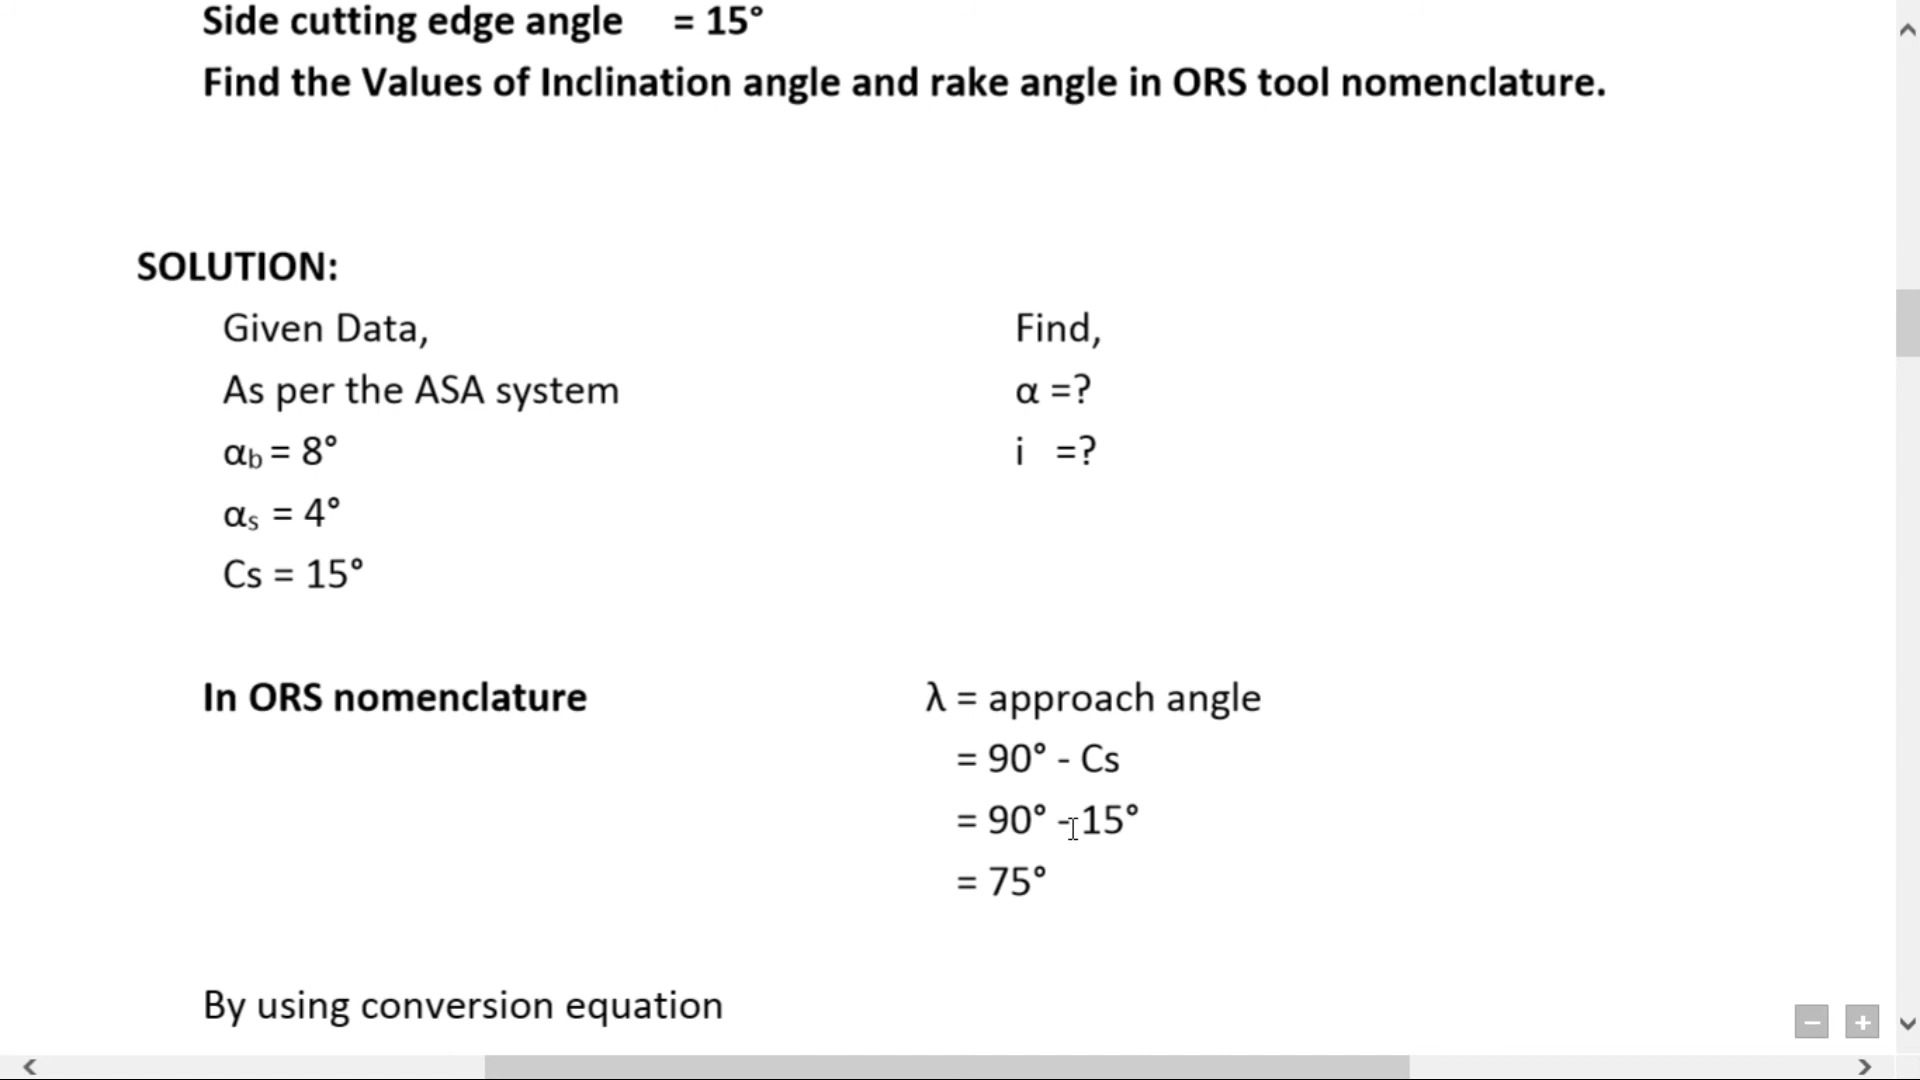 Side cutting edge angle = 15°
Find the Values of Inclination angle and rake angle in ORS tool nomenclature.
SOLUTION:
Given Data,
As per the ASA system
αb = 8°
αs = 4°
Cs = 15°
Find,
α =?
i =?
In ORS nomenclature
λ = approach angle
= 90° - Cs
= 90° - 15°
= 75°
By using conversion equation